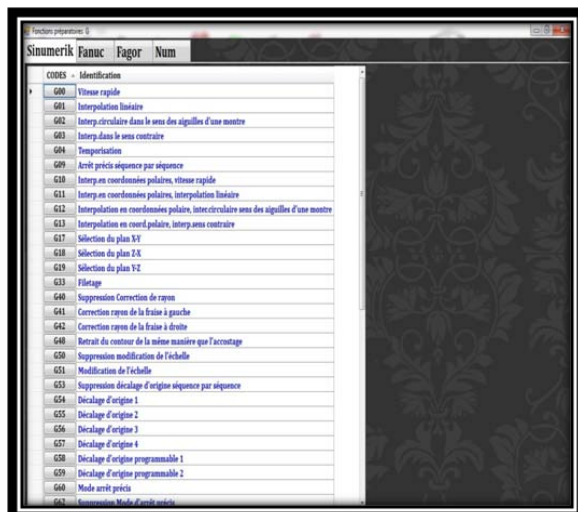 Fonctions préparatoires: G
Sinumerik Fanuc Fagor Num
CODES Identification
G00 Vitesse rapide
G01 Interpolation linéaire
G02 Interp.circulaire dans le sens des aiguilles d'une montre
G03 Interp.dans le sens contraire
G04 Temporisation
G09 Arrêt précis séquence par séquence
G10 Interp.en coordonnées polaires, vitesse rapide
G11 Interp.en coordonnées polaires, interpolation linéaire
G12 Interpolation en coordonnées polaire, inter.circulaire sens des aiguilles d'une montre
G13 Interpolation en coord.polaire, interp.sens contraire
G17 Sélection du plan X-Y
G18 Sélection du plan Z-X
G19 Sélection du plan Y-Z
G33 Filetage
G40 Suppression Correction de rayon
G41 Correction rayon de la fraise à gauche
G42 Correction rayon de la fraise à droite
G48 Retrait du contour de la même manière que l'accostage
G50 Suppression modification de l'échelle
G51 Modification de l'échelle
G53 Suppression décalage d'origine séquence par séquence
G54 Décalage d'origine 1
G55 Décalage d'origine 2
G56 Décalage d'origine 3
G57 Décalage d'origine 4
G58 Décalage d'origine programmable 1
G59 Décalage d'origine programmable 2
G60 Mode arrêt précis
G62 Suppression Mode d'arrêt précis